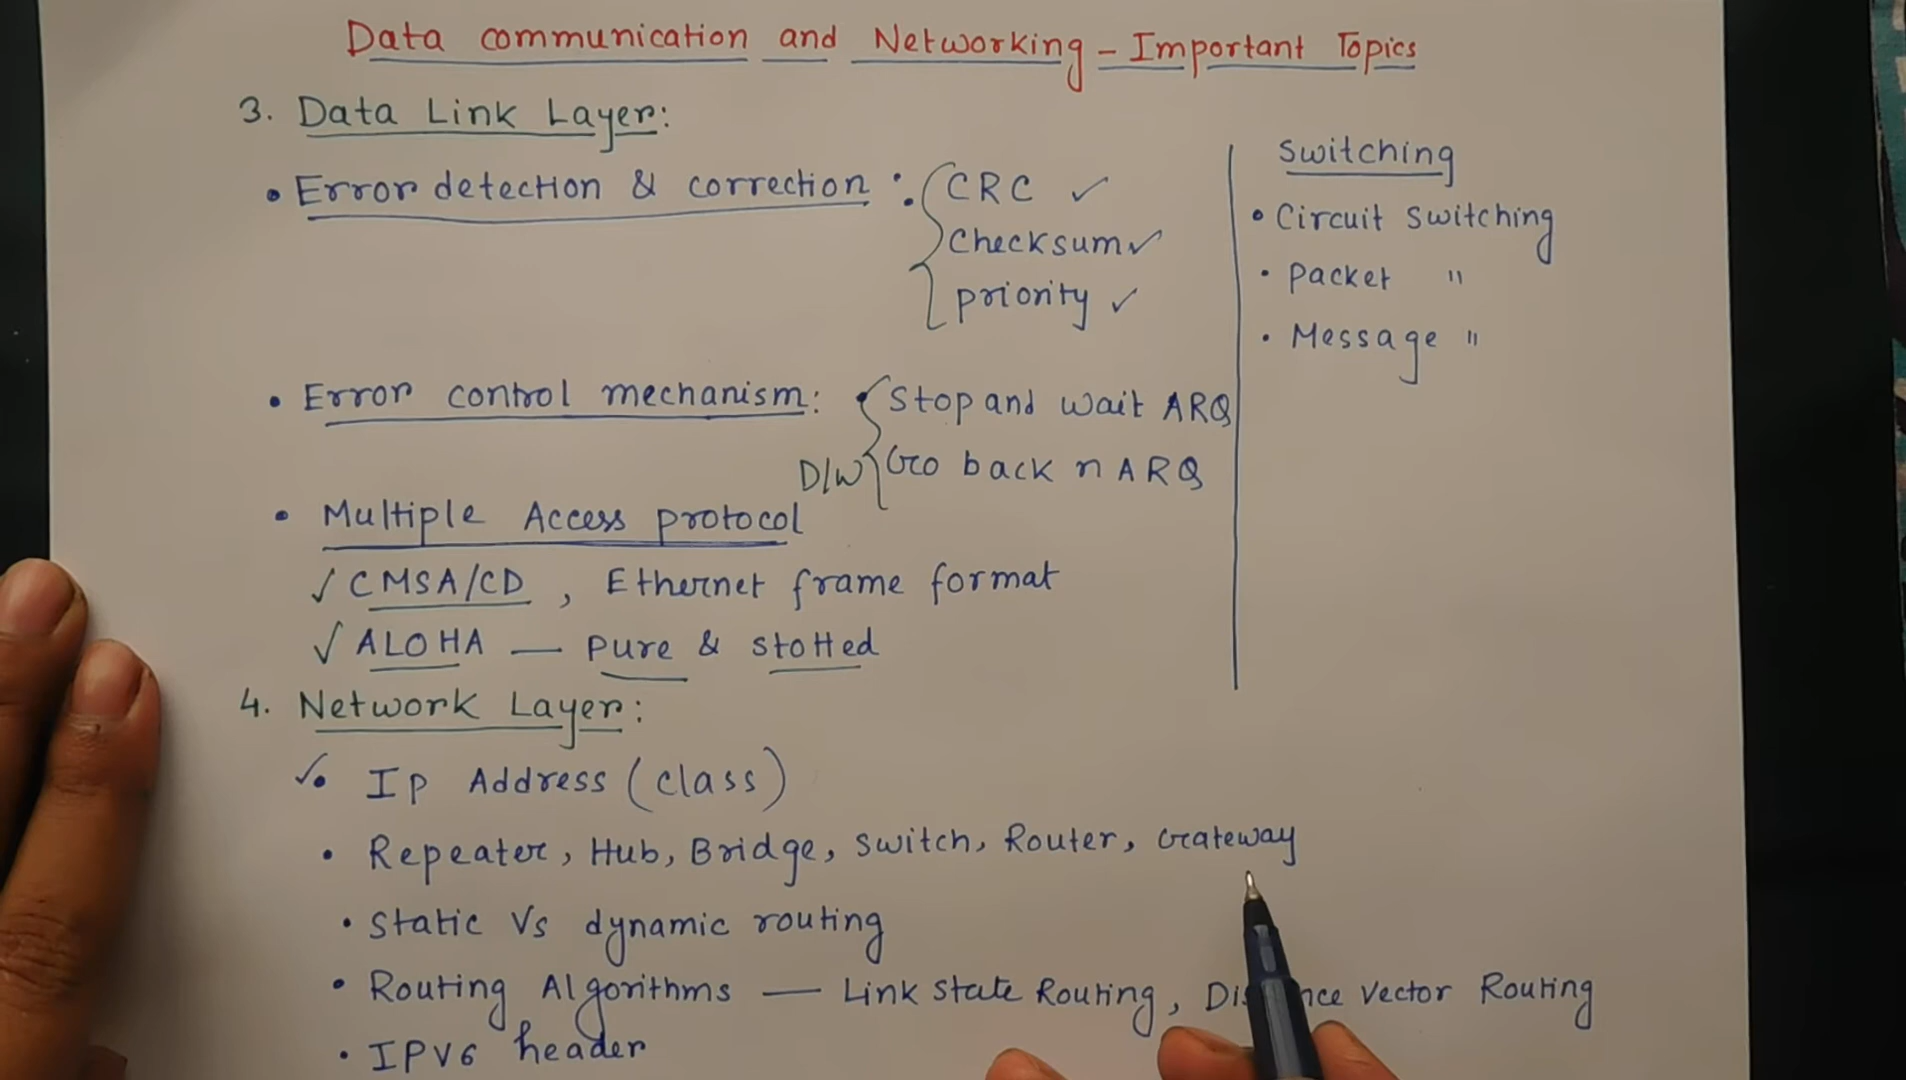 Data communication and Networking - Important Topics
3. Data Link Layer:
• Error detection & correction : CRC ✓
Checksum ✓
priority ✓
• Error control mechanism: Stop and wait ARQ
D/W Go back n ARQ
• Multiple Access protocol
✓ CMSA/CD , Ethernet frame format
✓ ALOHA — Pure & Stotted
4. Network Layer:
✓• Ip Address (class)
• Repeater, Hub, Bridge, Switch, Router, Gateway
• Static Vs dynamic routing
• Routing Algorithms — Link State Routing, Distance Vector Routing
• IPV6 header
Switching
• Circuit Switching
• Packet "
• Message "